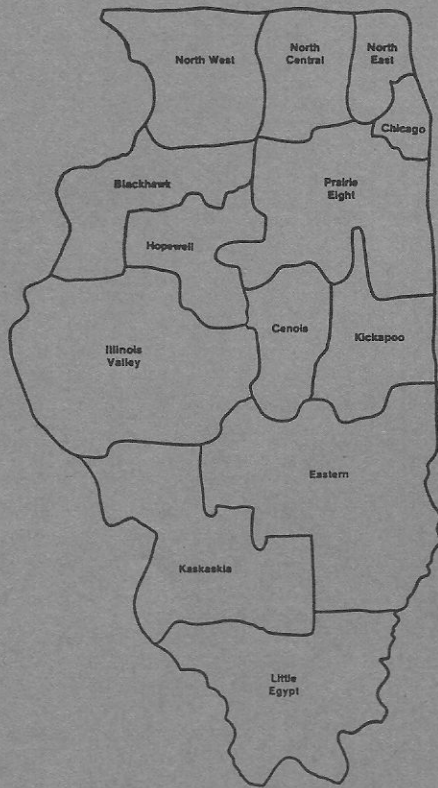 North West
North
Central
North
East
Chicago
Blackhawk
Prairie
Eight
Hopewell
Illinois
Valley
Cenois
Kickapoo
Eastern
Kaskaskia
Little
Egypt